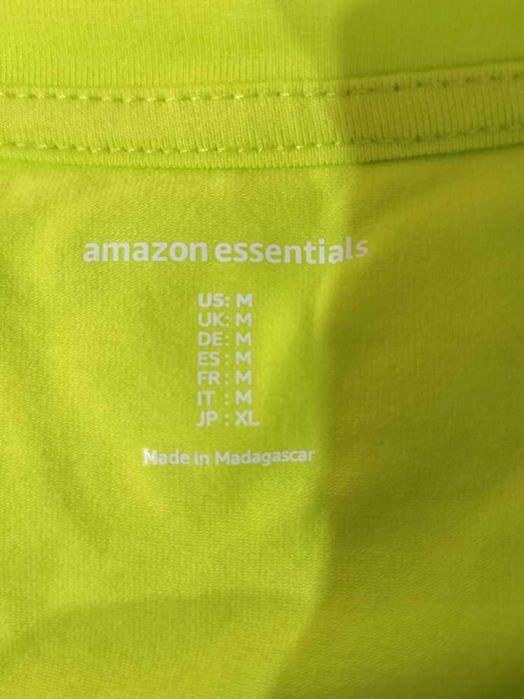 amazon essentials
US: M
UK: M
DE: M
ES : M
FR: M
IT : M
JP : XL
Made in Madagascar